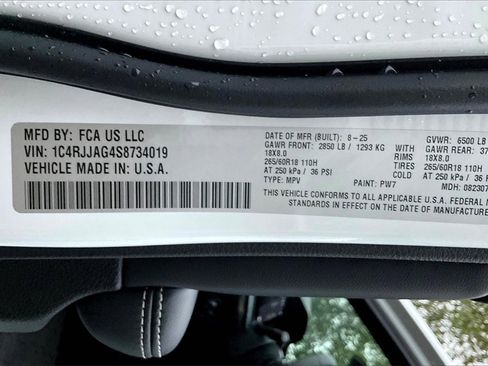 MFD BY: FCA US LLC
VIN: 1C4RJJAG4S8734019
VEHICLE MADE IN: U.S.A.
DATE OF MFR (BUILT): 8-25 GVWR: 6500 LB
GAWR FRONT: 2850 LB / 1293 KG GAWR REAR: 37
18X8.0 RIMS 18X8.0
265/60R18 110H TIRES 265/60R18 110H
AT 250 kPa / 36 PSI COLD AT 250 kPa / 36
TYPE: MPV PAINT: PW7 MDH: 082307
THIS VEHICLE CONFORMS TO ALL APPLICABLE U.S.A. FEDERAL M
STANDARDS IN EFFECT ON THE DATE OF MANUFACTURE